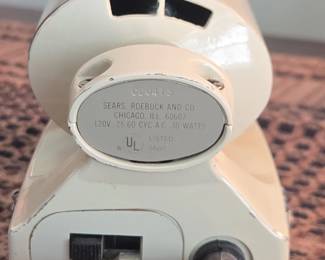 SEARS, ROEBUCK AND CO.
CHICAGO, ILL. 60607
120V. 25-60 CYC. A.C. 30 WATTS
UL LISTED